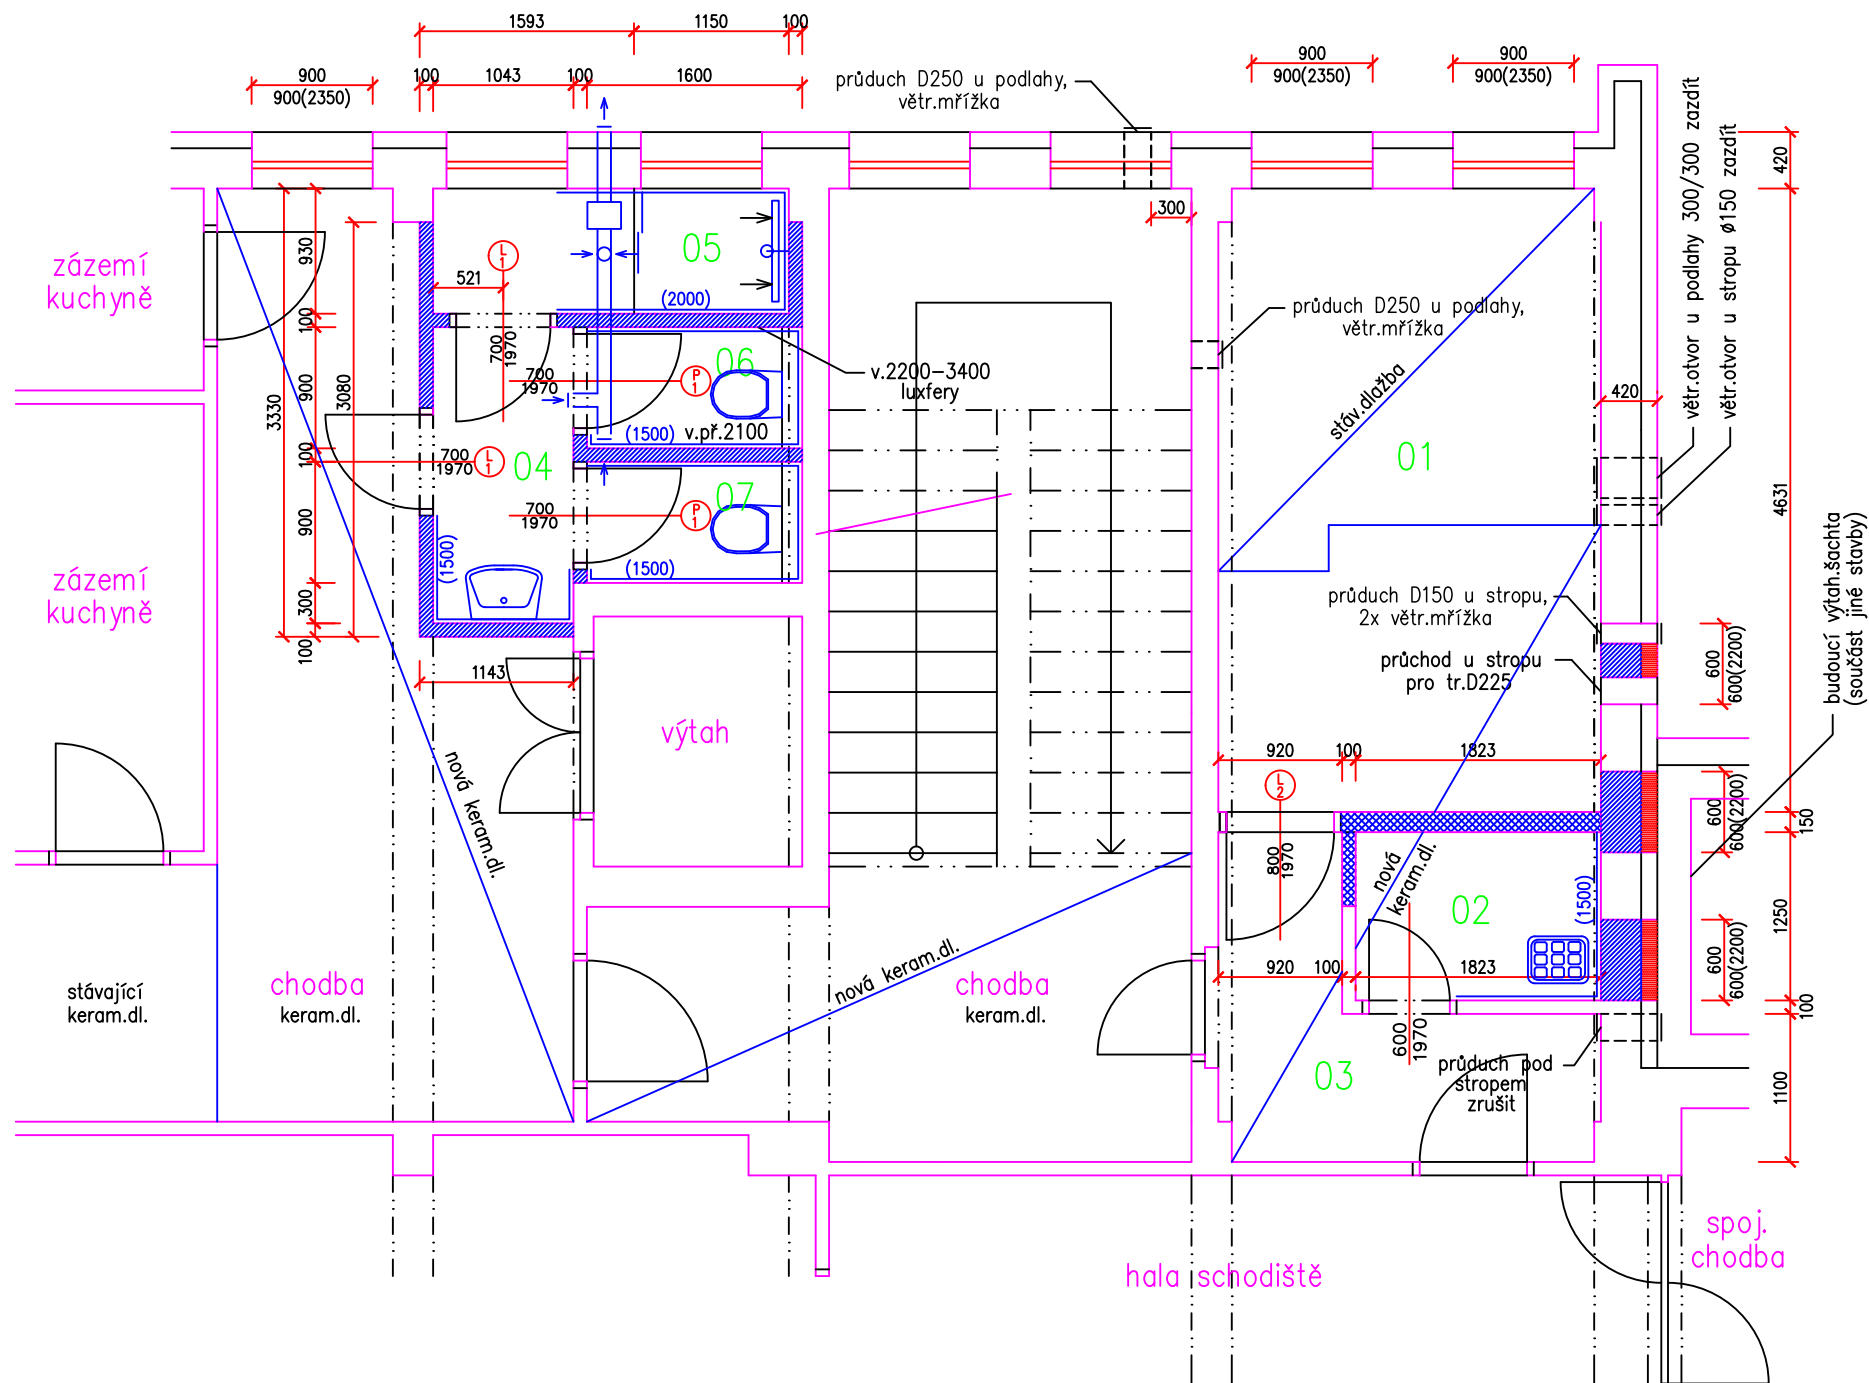 1593
1150
100
900
900(2350)
100
1043
100
1600
průduch D250 u podlahy,
větr.mřížka
900
900(2350)
900
900(2350)
větr.otvor u podlahy 300/300 zazdít
větr.otvor u stropu ø150 zazdít
420
300
zázemí
kuchyně
930
100
900
3330
3080
100
900
300
100
521
L
1
05
(2000)
700
1970
06
700
1970
P
1
v.2200-3400
luxfery
(1500)
v.př.2100
700
1970
L
1
04
07
700
1970
P
1
(1500)
(1500)
průduch D250 u podlahy,
větr.mřížka
stáv.dlažba
01
420
4631
zázemí
kuchyně
1143
výtah
nová keram.dl.
průduch D150 u stropu,
2x větr.mřížka
průchod u stropu
pro tr.D225
600
600(2200)
budoucí výtah.šachta
(součást jiné stavby)
920
100
1823
L
2
600
600(2200)
150
800
1970
nová
keram.dl.
02
(1500)
1250
600
600(2200)
920
100
1823
100
stávající
keram.dl.
chodba
keram.dl.
nová keram.dl.
chodba
keram.dl.
600
1970
03
průduch pod
stropem
zrušit
1100
hala schodiště
spoj.
chodba